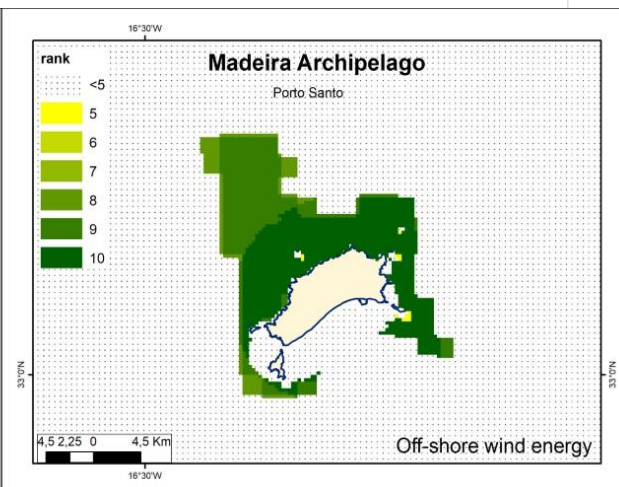 16°30'W
rank
Madeira Archipelago
Porto Santo
<5
5
6
7
8
9
10
33°0'N
33°0'N
4,5 2,25 0 4,5 Km
Off-shore wind energy
16°30'W